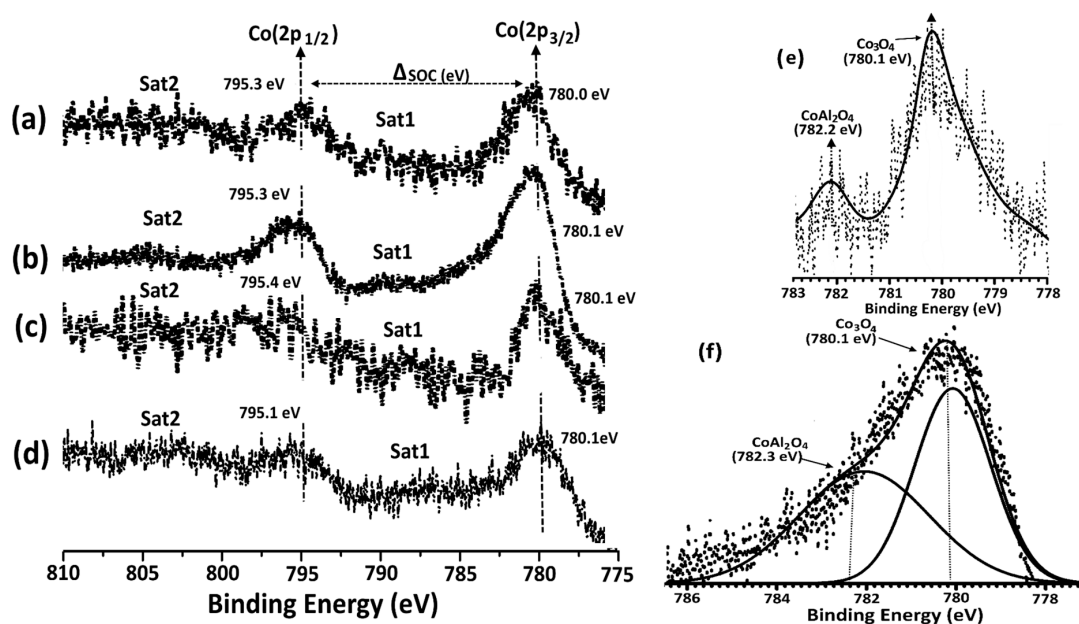 Co(2p 1/2)
Co(2p 3/2)
Sat2
795.3 eV
ΔSOC (eV)
780.0 eV
(a)
Sat1
795.3 eV
Sat2
780.1 eV
(b)
Sat1
Sat2
795.4 eV
780.1 eV
(c)
Sat1
Sat2
795.1 eV
780.1eV
(d)
Sat1
810 805 800 795 790 785 780 775
Binding Energy (eV)
(e)
Co3O4
(780.1 eV)
CoAl2O4
(782.2 eV)
783 782 781 780 779 778
Binding Energy (eV)
(f)
Co3O4
(780.1 eV)
CoAl2O4
(782.3 eV)
786 784 782 780 778
Binding Energy (eV)